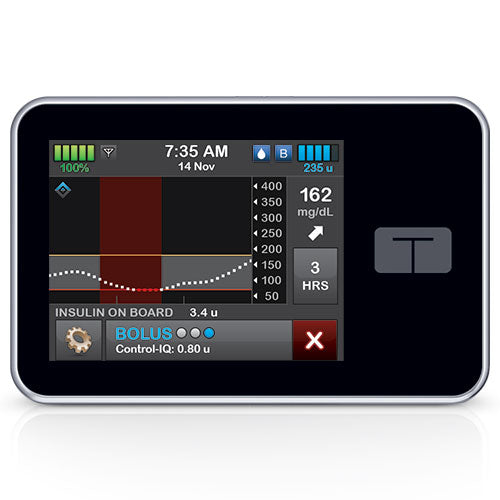 7:35 AM
14 Nov
100%
B
235 u
400
350
300
250
200
150
100
50
162
mg/dL
3
HRS
INSULIN ON BOARD 3.4 u
BOLUS
Control-IQ: 0.80 u
X
T